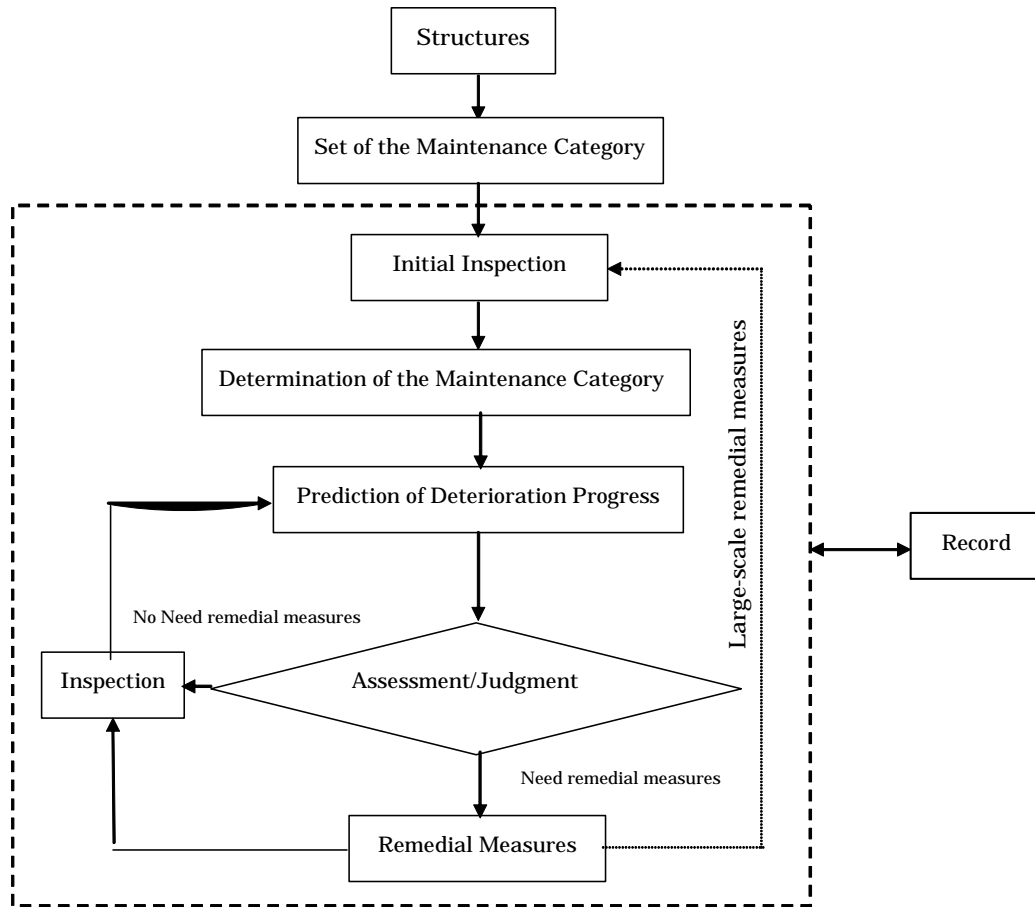 Structures
Set of the Maintenance Category
Initial Inspection
Determination of the Maintenance Category
Prediction of Deterioration Progress
Large-scale remedial measures
Record
No Need remedial measures
Inspection
Assessment/Judgment
Need remedial measures
Remedial Measures